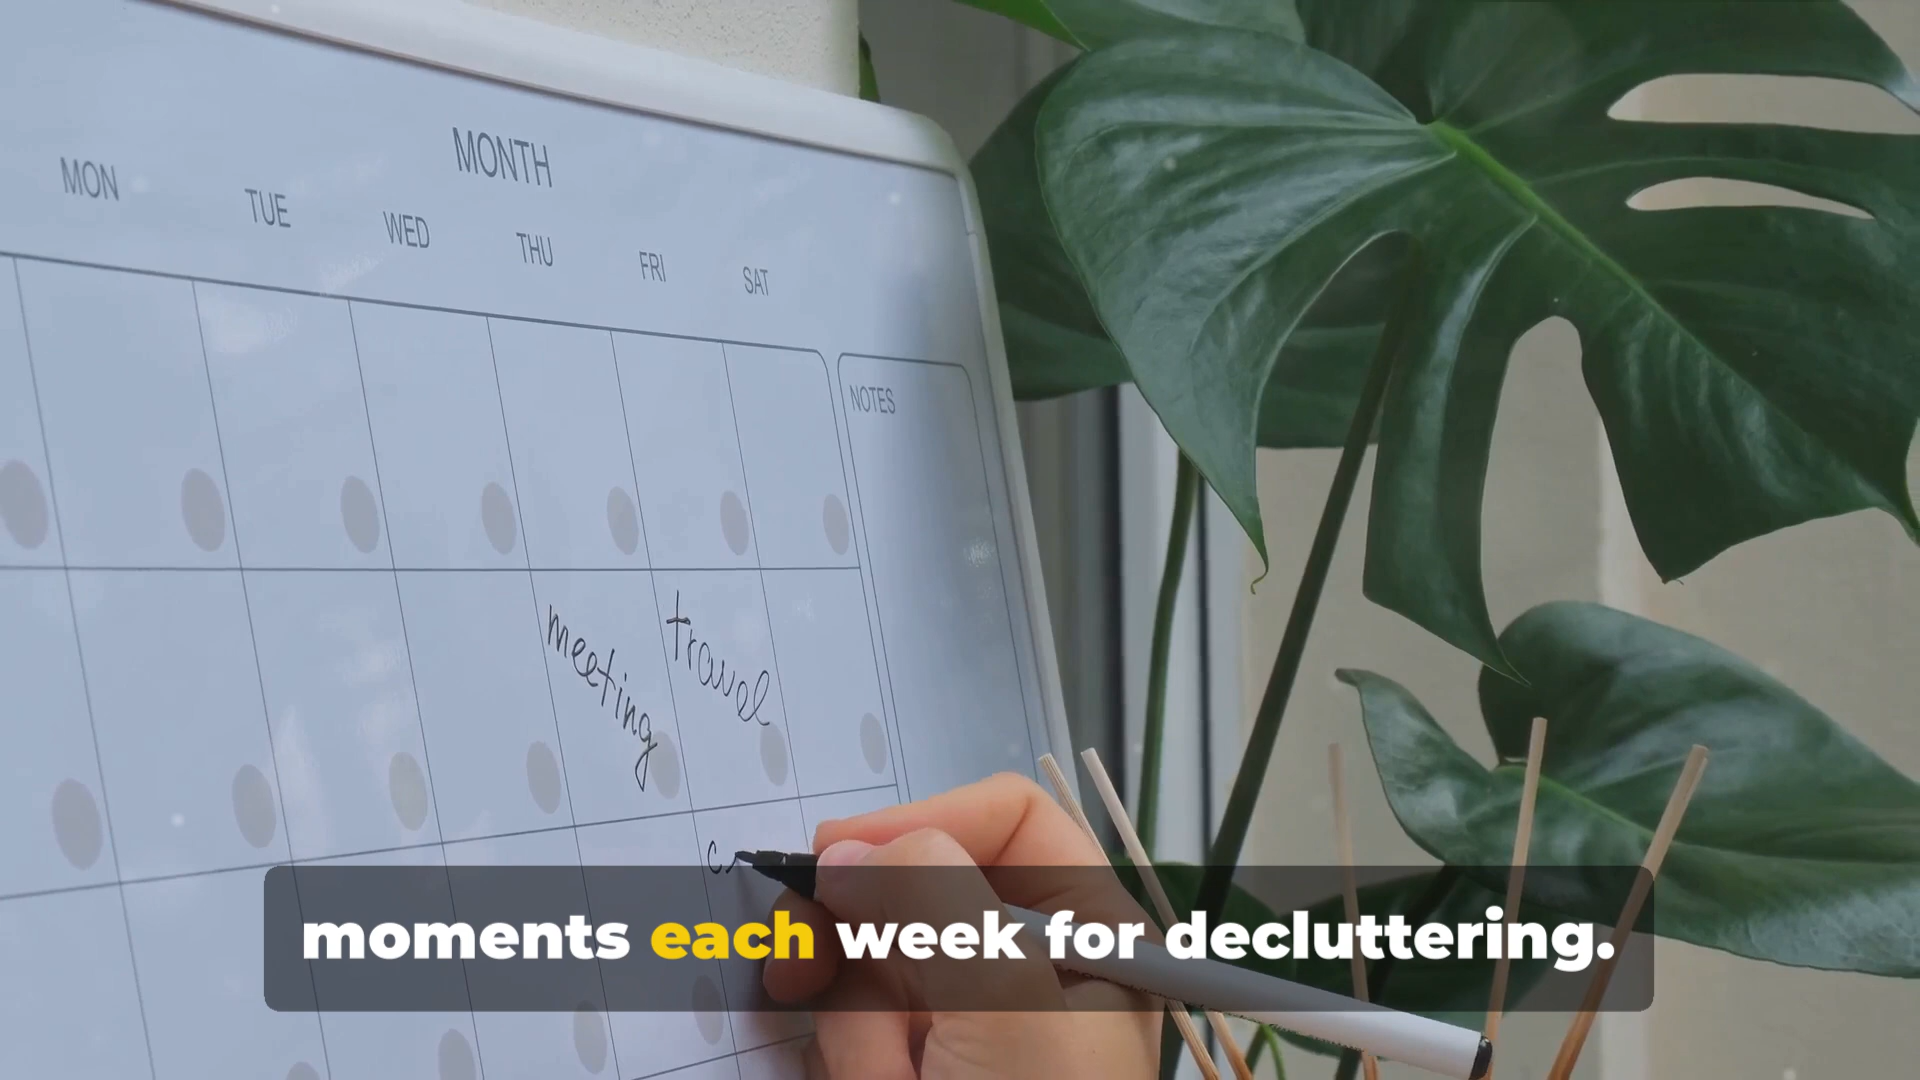 MONTH
MON TUE WED THU FRI SAT
NOTES
meeting travel
c
moments each week for decluttering.